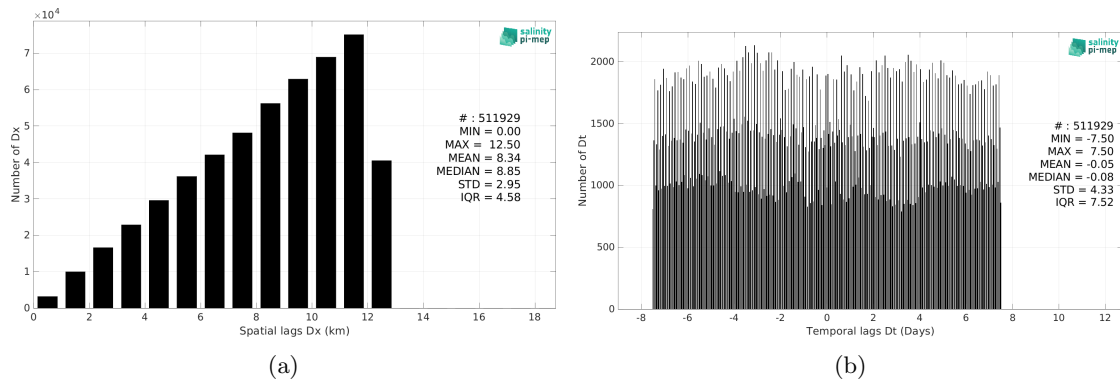 ×10⁴
salinity
pi-mep
7
6
5
4
3
2
1
0
Number of Dx
# : 511929
MIN = 0.00
MAX = 12.50
MEAN = 8.34
MEDIAN = 8.85
STD = 2.95
IQR = 4.58
0 2 4 6 8 10 12 14 16 18
Spatial lags Dx (km)
(a)
salinity
pi-mep
2000
1500
1000
500
0
Number of Dt
# : 511929
MIN = -7.50
MAX = 7.50
MEAN = -0.05
MEDIAN = -0.08
STD = 4.33
IQR = 7.52
-8 -6 -4 -2 0 2 4 6 8 10 12
Temporal lags Dt (Days)
(b)